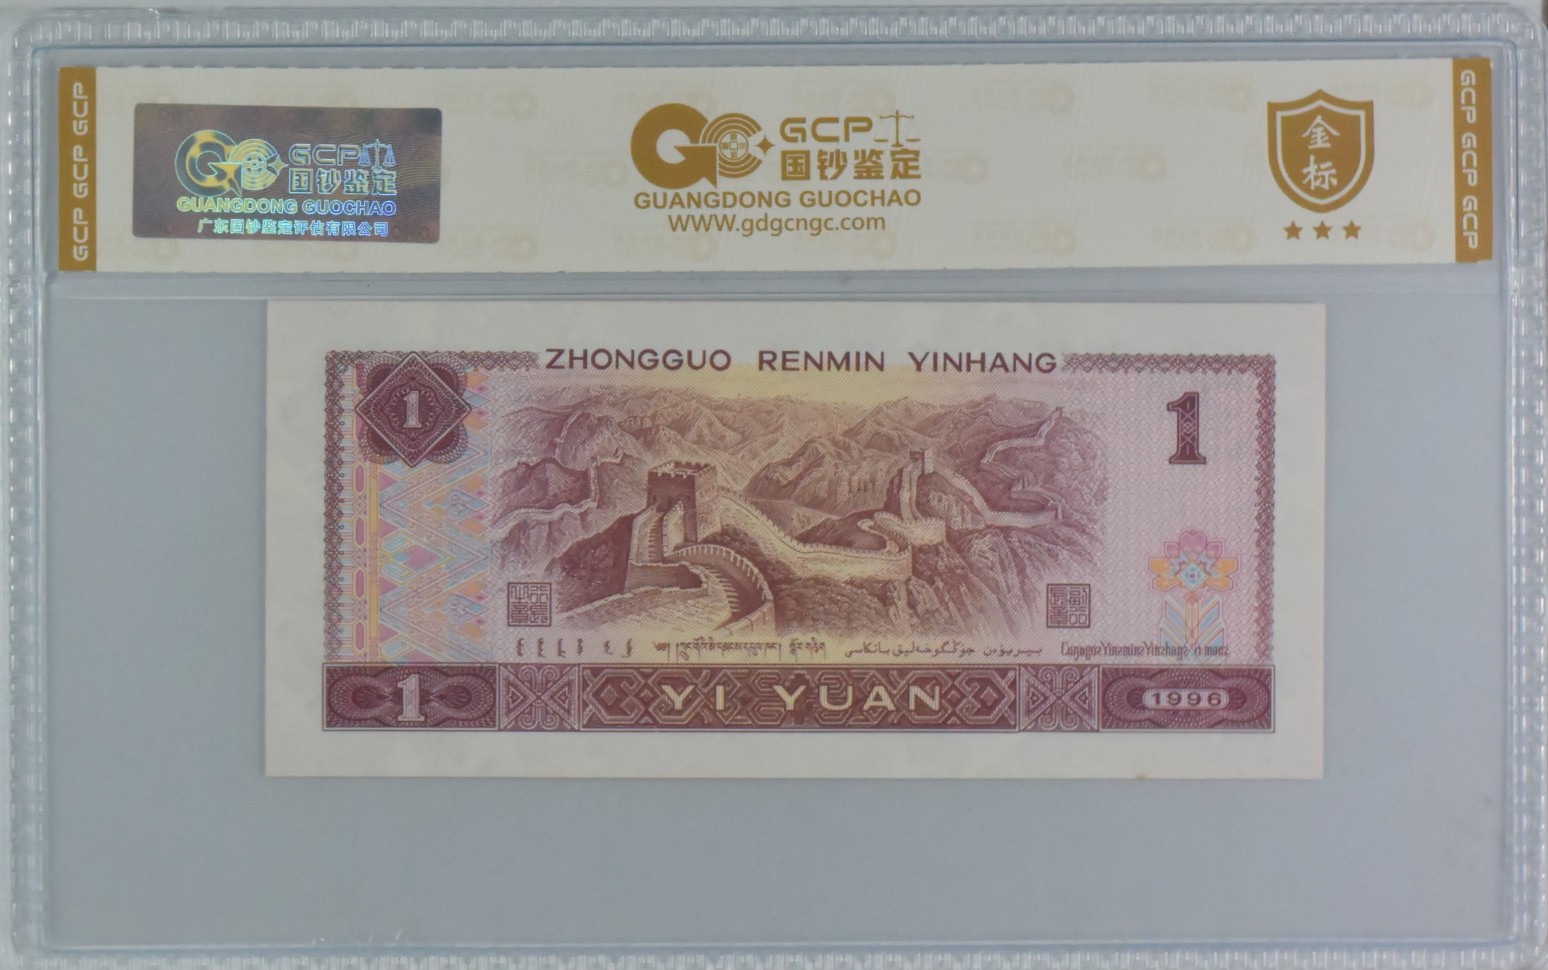 GCP GCP GCP
GCP
国钞鉴定
GUANGDONG GUOCHAO
广东国钞鉴定评估有限公司
GCP
国钞鉴定
GUANGDONG GUOCHAO
WWW.gdgcngc.com
金标
GCP GCP GCP
ZHONGGUO RENMIN YINHANG
1
1
1
YI YUAN
1996